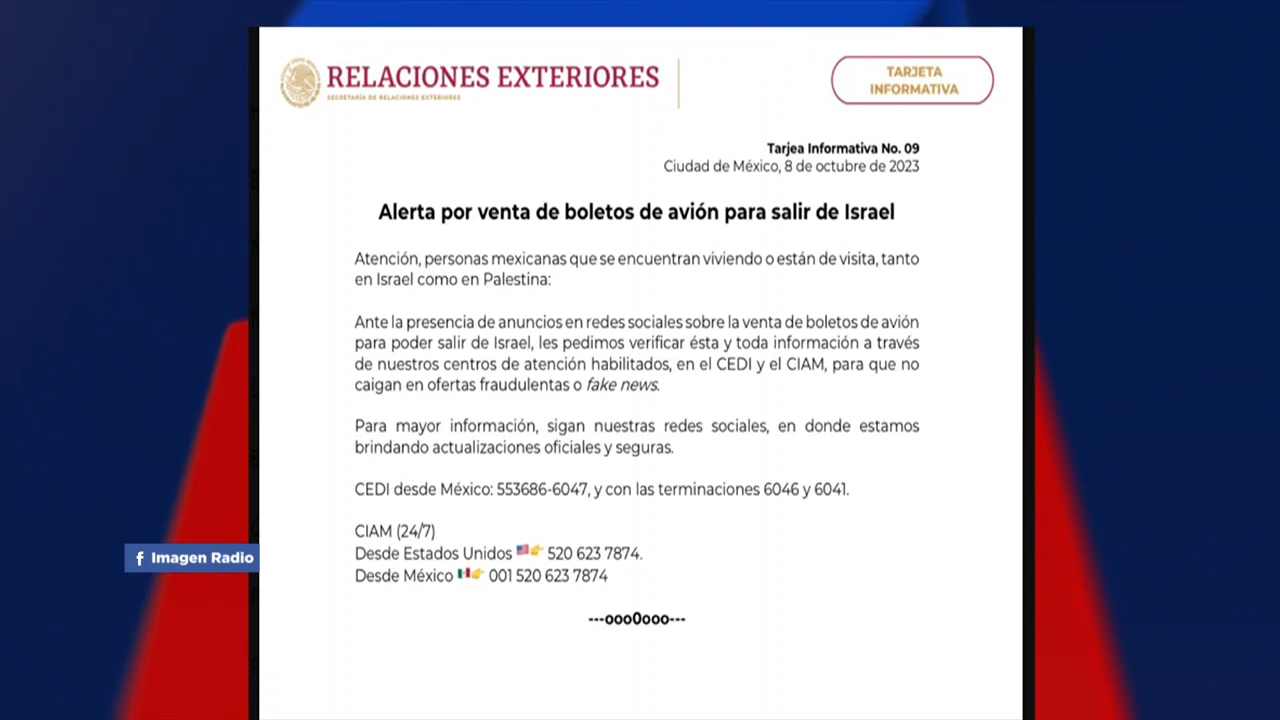 RELACIONES EXTERIORES
SECRETARÍA DE RELACIONES EXTERIORES
TARJETA
INFORMATIVA
Tarjea Informativa No. 09
Ciudad de México, 8 de octubre de 2023
Alerta por venta de boletos de avión para salir de Israel
Atención, personas mexicanas que se encuentran viviendo o están de visita, tanto
en Israel como en Palestina:
Ante la presencia de anuncios en redes sociales sobre la venta de boletos de avión
para poder salir de Israel, les pedimos verificar ésta y toda información a través
de nuestros centros de atención habilitados, en el CEDI y el CIAM, para que no
caigan en ofertas fraudulentas o fake news.
Para mayor información, sigan nuestras redes sociales, en donde estamos
brindando actualizaciones oficiales y seguras.
CEDI desde México: 553686-6047, y con las terminaciones 6046 y 6041.
CIAM (24/7)
Desde Estados Unidos 🇺🇸👉 520 623 7874.
Desde México 🇲🇽👉 001 520 623 7874
---ooo0ooo---
f Imagen Radio